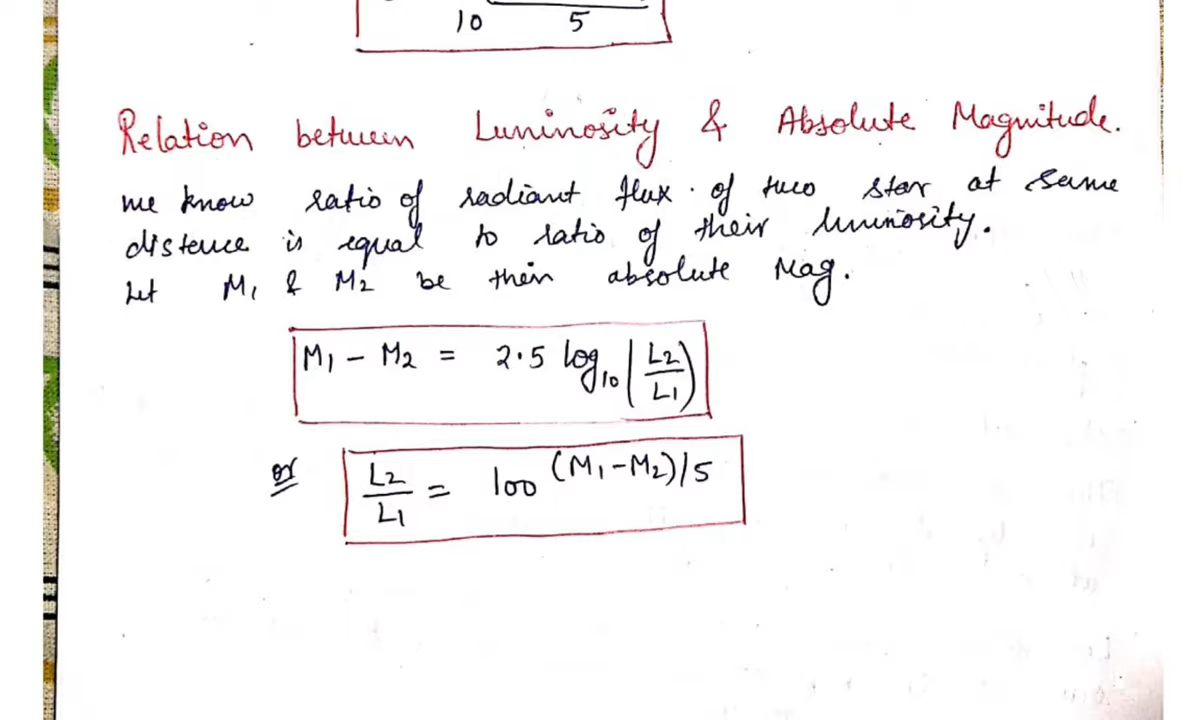 10 5
Relation between Luninosity & Absolute Magnitude.
we know ratio of radiant flux . of two star at same
distence is equal to ratio of their luminosity.
Let M₁ & M₂ be their absolute Mag.
M₁ - M₂ = 2.5 log₁₀ (L₂/L₁)
or L₂/L₁ = 100^(M₁-M₂)/5